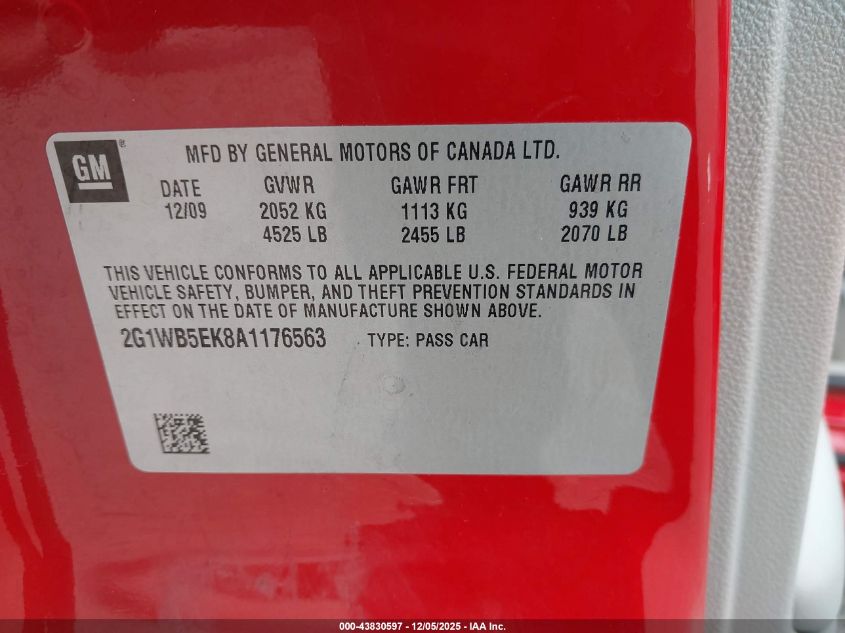 GM ®
MFD BY GENERAL MOTORS OF CANADA LTD.
DATE GVWR GAWR FRT GAWR RR
12/09 2052 KG 1113 KG 939 KG
4525 LB 2455 LB 2070 LB
THIS VEHICLE CONFORMS TO ALL APPLICABLE U.S. FEDERAL MOTOR
VEHICLE SAFETY, BUMPER, AND THEFT PREVENTION STANDARDS IN
EFFECT ON THE DATE OF MANUFACTURE SHOWN ABOVE.
2G1WB5EK8A1176563 TYPE: PASS CAR
000-43830597 - 12/05/2025 - IAA Inc.